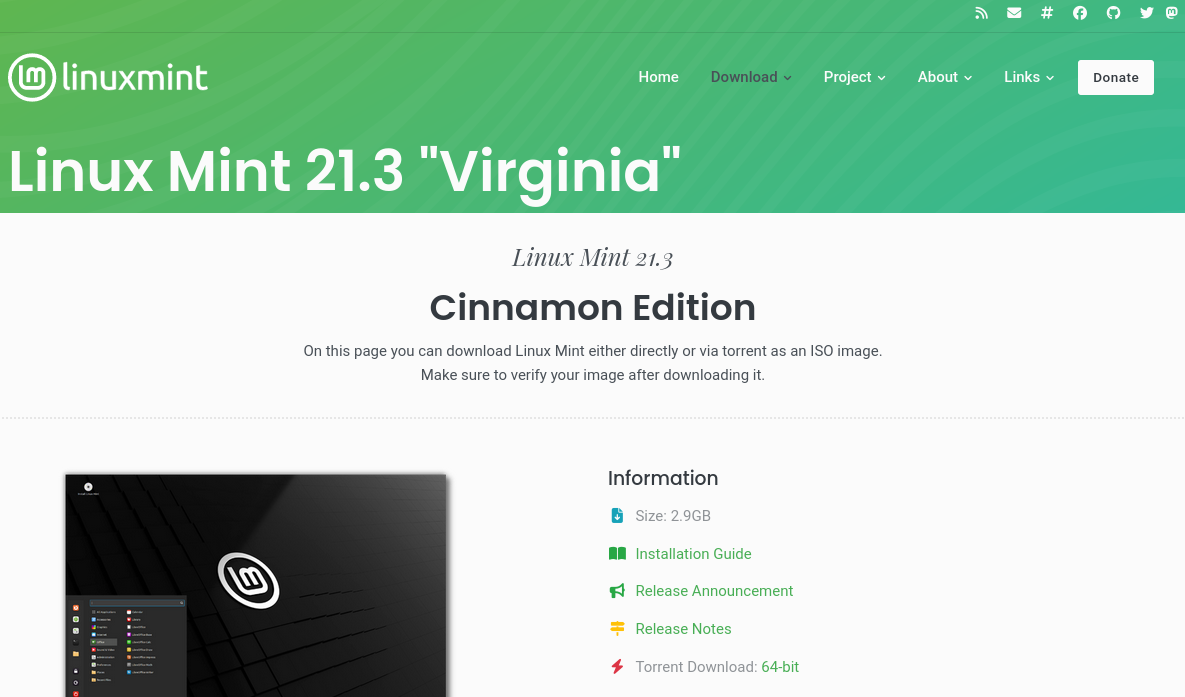 linuxmint
Home
Download
Project
About
Links
Donate
Linux Mint 21.3 "Virginia"
Linux Mint 21.3
Cinnamon Edition
On this page you can download Linux Mint either directly or via torrent as an ISO image.
Make sure to verify your image after downloading it.
Information
Size: 2.9GB
Installation Guide
Release Announcement
Release Notes
Torrent Download: 64-bit